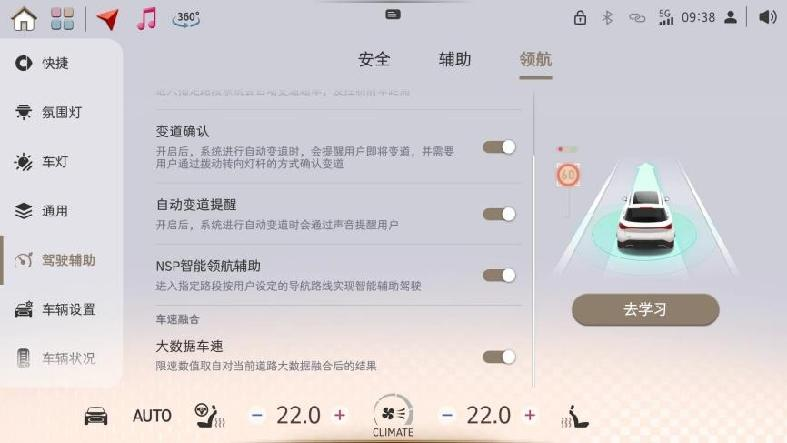 360°
5G
09:38
快捷
氛围灯
车灯
通用
驾驶辅助
车辆设置
车辆状况
安全
辅助
领航
变道确认
开启后，系统进行自动变道时，会提醒用户即将变道，并需要
用户通过拨动转向灯杆的方式确认变道
自动变道提醒
开启后，系统进行自动变道时会通过声音提醒用户
NSP智能领航辅助
进入指定路段按用户设定的导航路线实现智能辅助驾驶
车速融合
大数据车速
限速数值取自对当前道路大数据融合后的结果
60
去学习
AUTO
− 22.0 +
CLIMATE
− 22.0 +